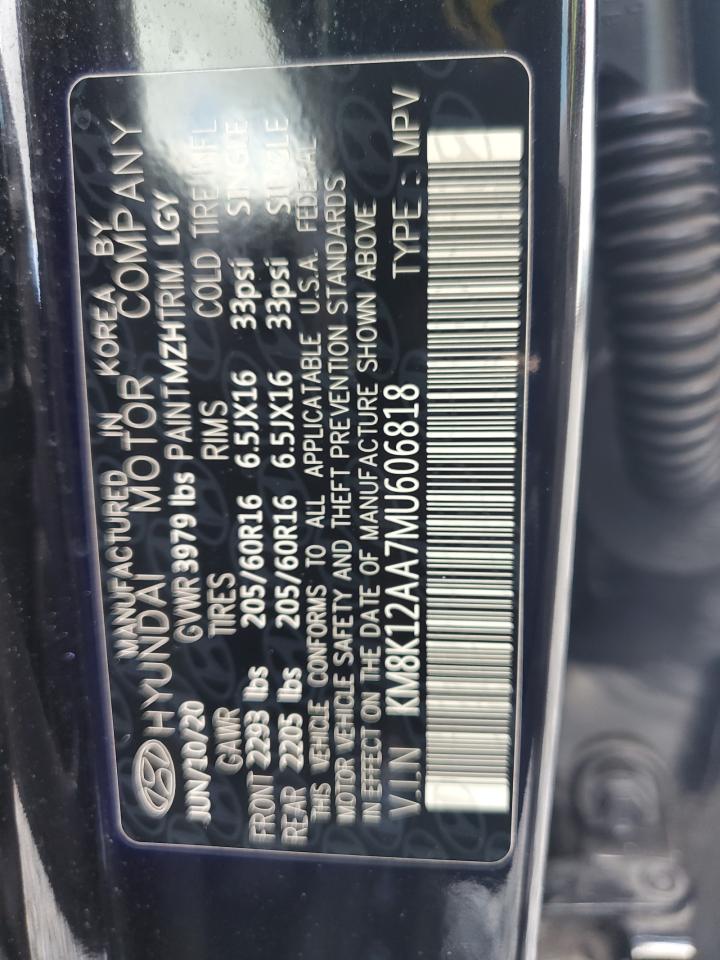 MANUFACTURED IN KOREA BY
HYUNDAI MOTOR COMPANY
JUN/10/20 GVWR 3979 lbs PAINT MZH TRIM LGY
GAWR TIRES RIMS COLD TIRE INFL
FRONT 2293 lbs 205/60R16 6.5JX16 33psi SINGLE
REAR 2205 lbs 205/60R16 6.5JX16 33psi SINGLE
THIS VEHICLE CONFORMS TO ALL APPLICATABLE U.S.A. FEDERAL
MOTOR VEHICLE SAFETY AND THEFT PREVENTION STANDARDS
IN EFFECT ON THE DATE OF MANUFACTURE SHOWN ABOVE
V.I.N KM8K12AA7MU606818 TYPE : MPV